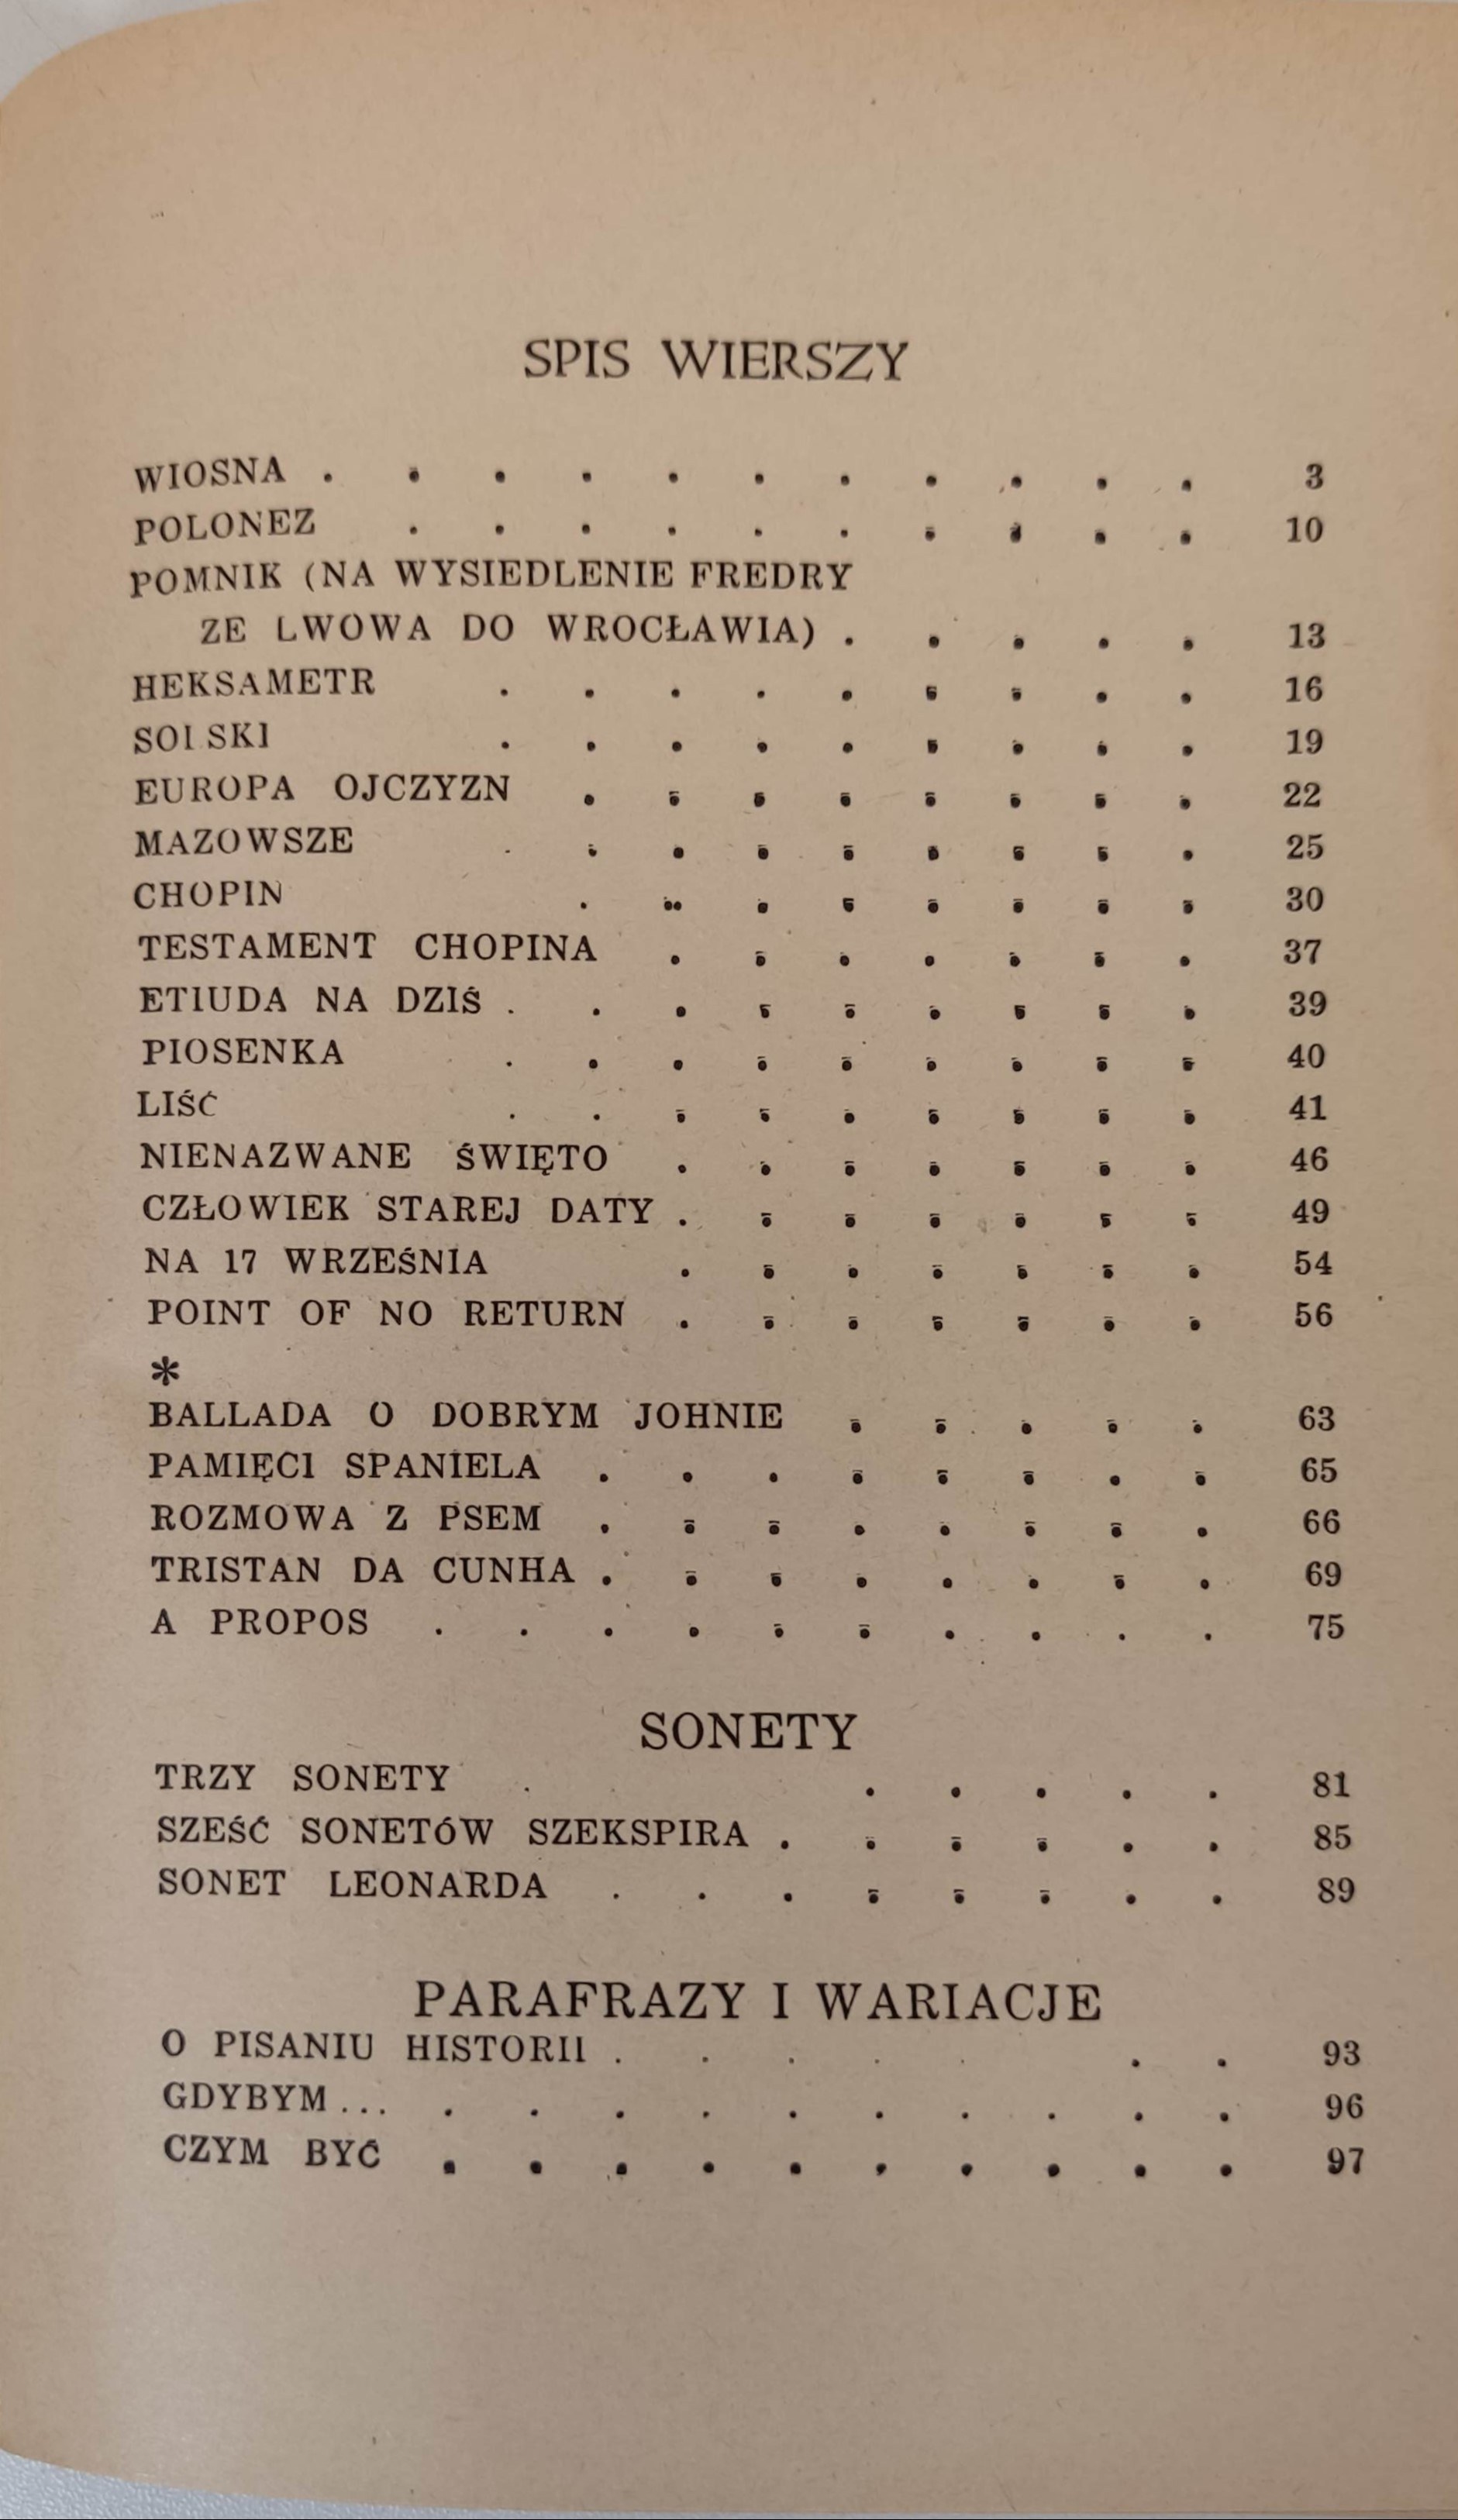 SPIS WIERSZY
WIOSNA . . . . . . . . . . . 3
POLONEZ . . . . . . . . . . 10
POMNIK (NA WYSIEDLENIE FREDRY
ZE LWOWA DO WROCŁAWIA) . . . . . 13
HEKSAMETR . . . . . . . . . 16
SOLSKI . . . . . . . . . 19
EUROPA OJCZYZN . . . . . . . . 22
MAZOWSZE . . . . . . . . . 25
CHOPIN . . . . . . . . 30
TESTAMENT CHOPINA . . . . . . . 37
ETIUDA NA DZIŚ . . . . . . . . . 39
PIOSENKA . . . . . . . . . 40
LIŚĆ . . . . . . . . . 41
NIENAZWANE ŚWIĘTO . . . . . . . 46
CZŁOWIEK STAREJ DATY . . . . . . . 49
NA 17 WRZEŚNIA . . . . . . . 54
POINT OF NO RETURN . . . . . . . 56
*
BALLADA O DOBRYM JOHNIE . . . . . 63
PAMIĘCI SPANIELA . . . . . . . . 65
ROZMOWA Z PSEM . . . . . . . . 66
TRISTAN DA CUNHA . . . . . . . . 69
A PROPOS . . . . . . . . . . 75
SONETY
TRZY SONETY . . . . . . 81
SZEŚĆ SONETÓW SZEKSPIRA . . . . . . 85
SONET LEONARDA . . . . . . . . 89
PARAFRAZY I WARIACJE
O PISANIU HISTORII . . . . . . . 93
GDYBYM... . . . . . . . . . . 96
CZYM BYĆ . . . . . . . . . . 97